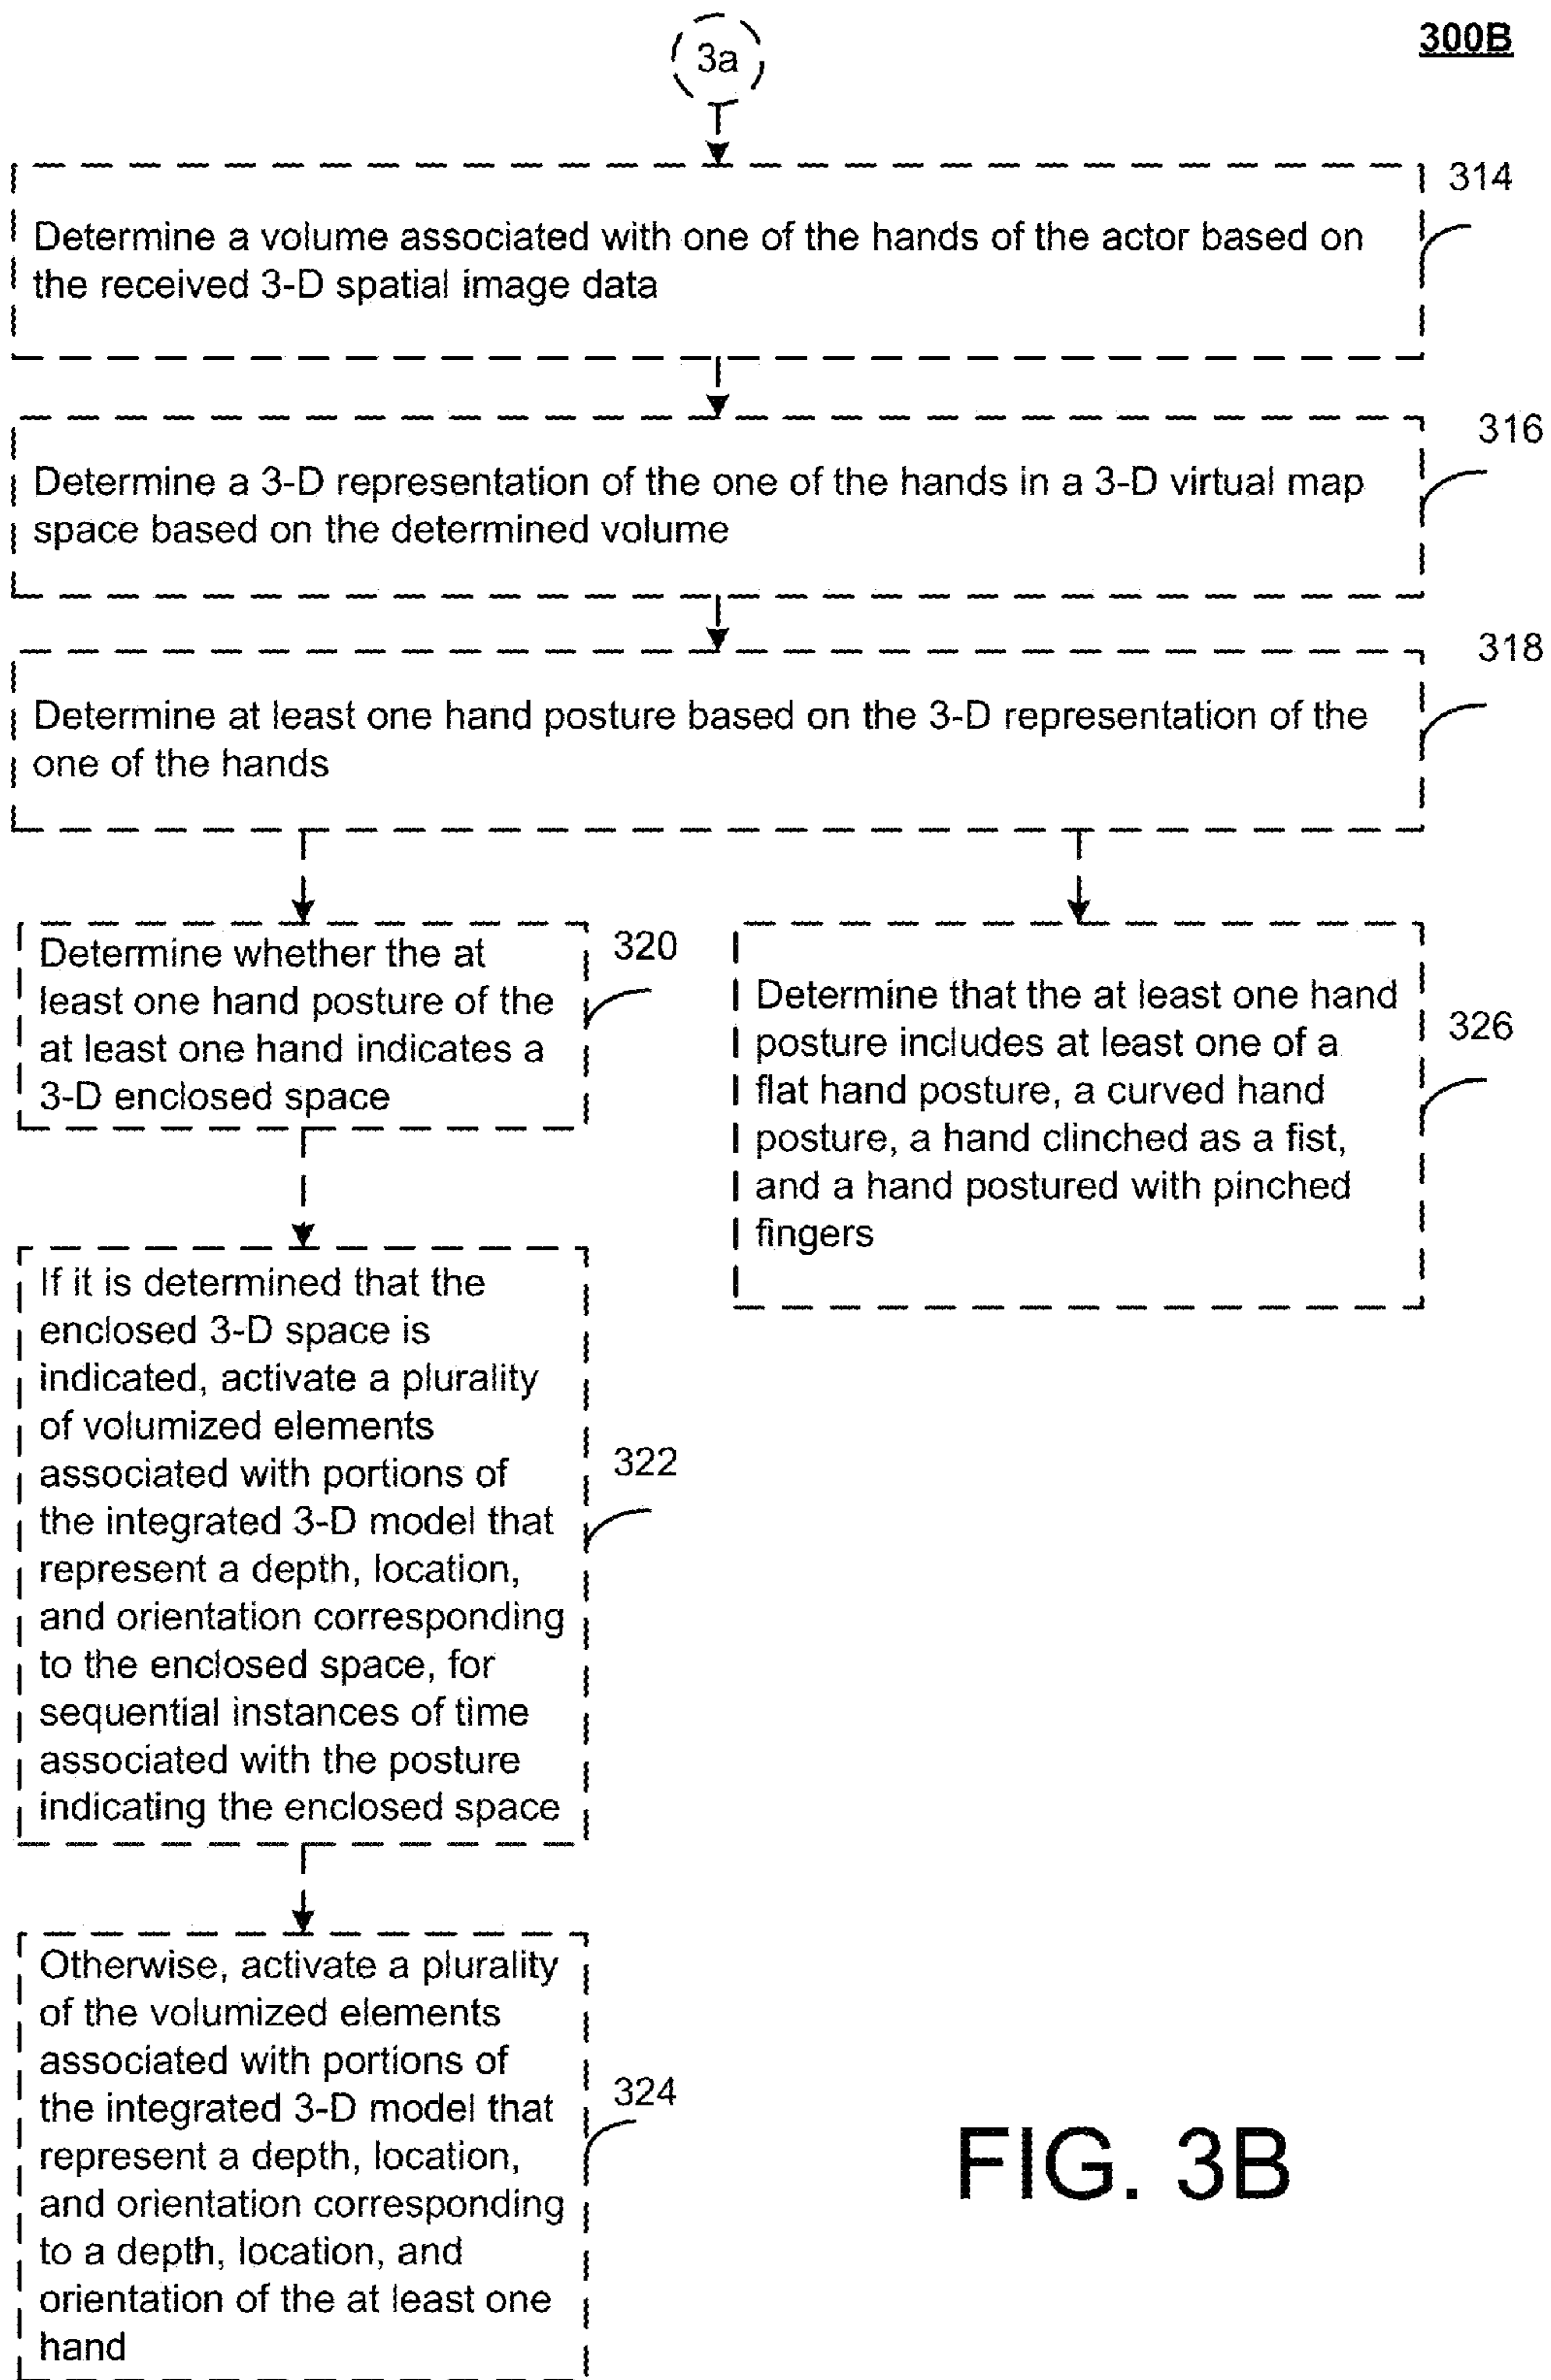 300B
3a
314
Determine a volume associated with one of the hands of the actor based on
the received 3-D spatial image data
316
Determine a 3-D representation of the one of the hands in a 3-D virtual map
space based on the determined volume
318
Determine at least one hand posture based on the 3-D representation of the
one of the hands
320
Determine whether the at
least one hand posture of the
at least one hand indicates a
3-D enclosed space
326
Determine that the at least one hand
posture includes at least one of a
flat hand posture, a curved hand
posture, a hand clinched as a fist,
and a hand postured with pinched
fingers
If it is determined that the
enclosed 3-D space is
indicated, activate a plurality
of volumized elements
associated with portions of
the integrated 3-D model that
represent a depth, location,
and orientation corresponding
to the enclosed space, for
sequential instances of time
associated with the posture
indicating the enclosed space
322
Otherwise, activate a plurality
of the volumized elements
associated with portions of
the integrated 3-D model that
represent a depth, location,
and orientation corresponding
to a depth, location, and
orientation of the at least one
hand
324
FIG. 3B